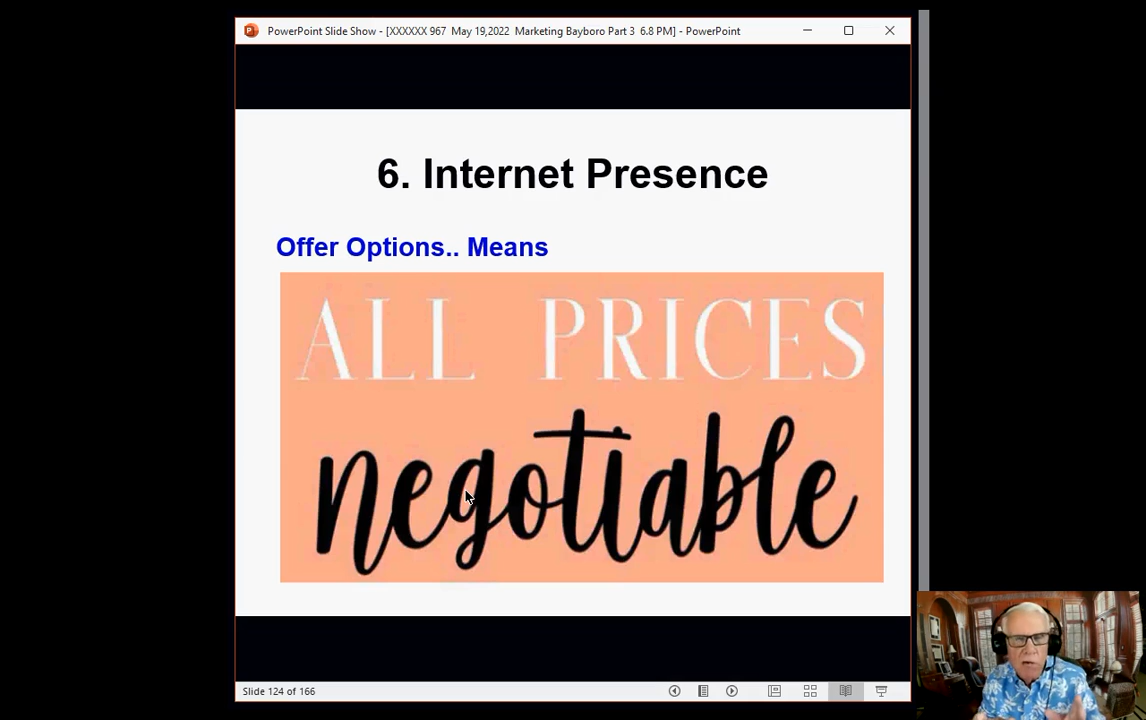 PowerPoint Slide Show - [XXXXXX 967 May 19,2022 Marketing Bayboro Part 3 6.8 PM] - PowerPoint
6. Internet Presence
Offer Options.. Means
ALL PRICES
negotiable
Slide 124 of 166